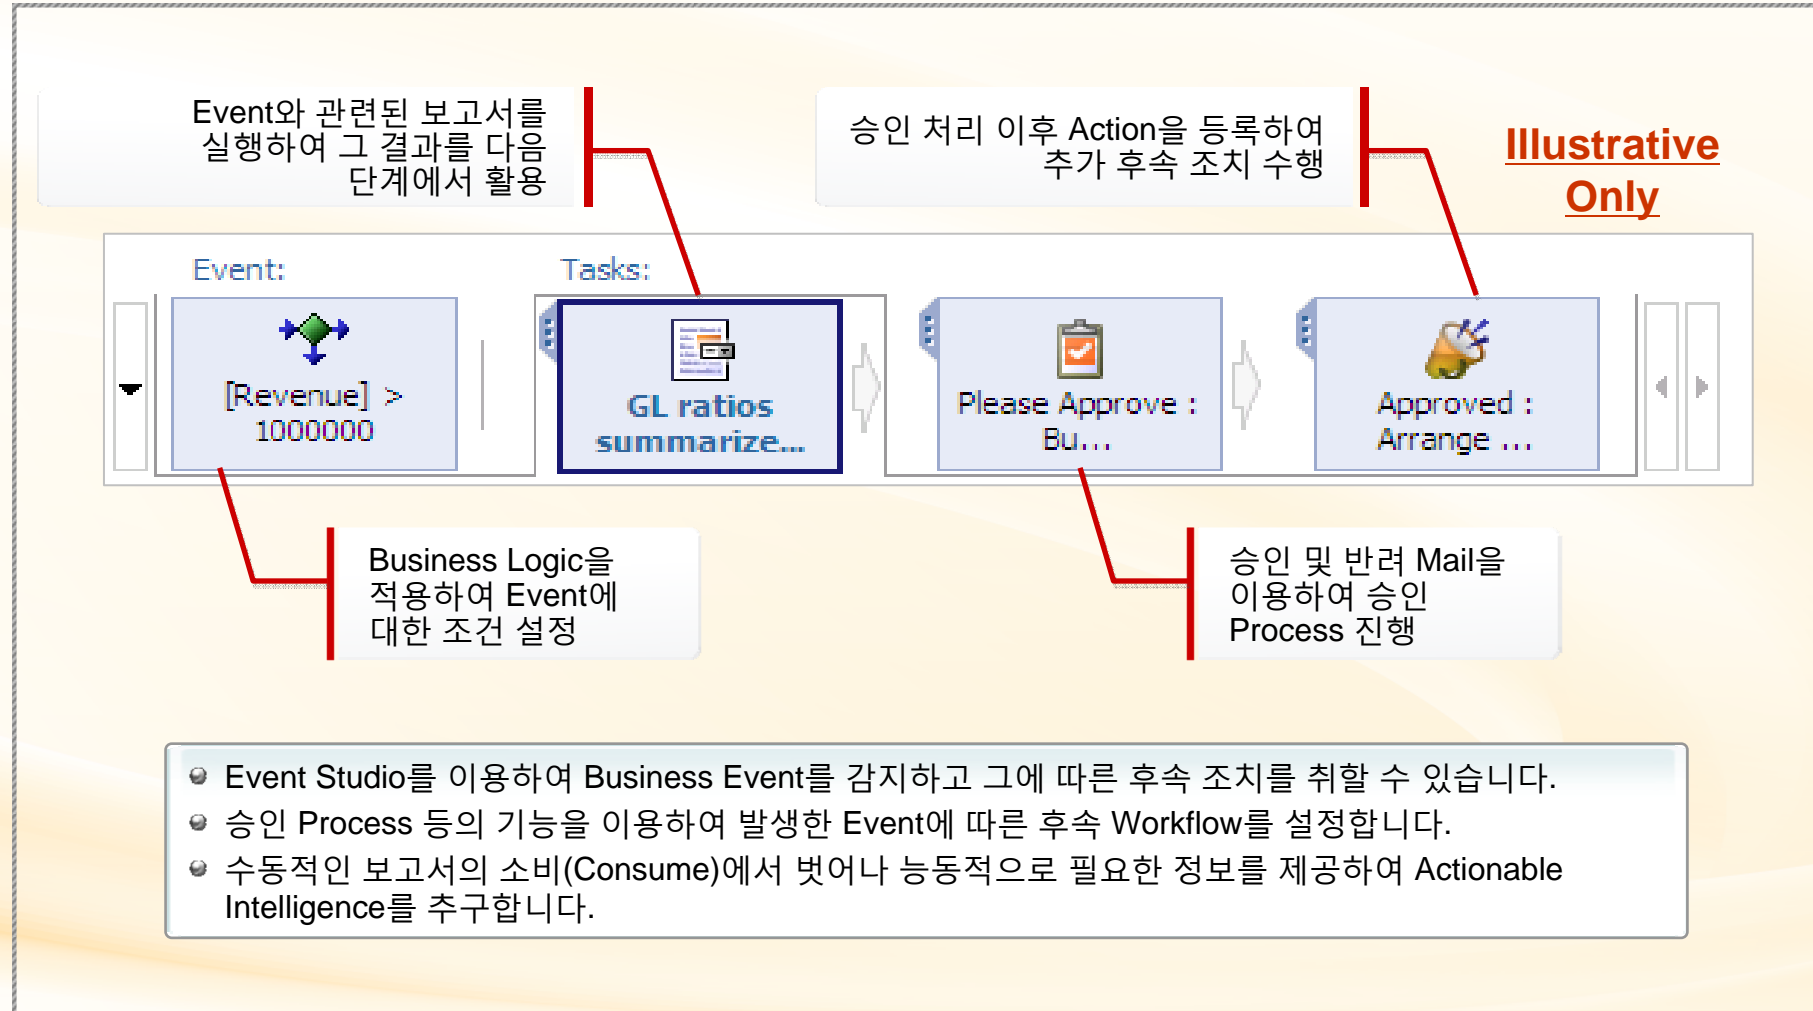 Event와 관련된 보고서를
실행하여 그 결과를 다음
단계에서 활용
승인 처리 이후 Action을 등록하여
추가 후속 조치 수행
Illustrative
Only
Event:
Tasks:
[Revenue] >
1000000
GL ratios
summarize...
Please Approve :
Bu...
Approved :
Arrange ...
Business Logic을
적용하여 Event에
대한 조건 설정
승인 및 반려 Mail을
이용하여 승인
Process 진행
Event Studio를 이용하여 Business Event를 감지하고 그에 따른 후속 조치를 취할 수 있습니다.
승인 Process 등의 기능을 이용하여 발생한 Event에 따른 후속 Workflow를 설정합니다.
수동적인 보고서의 소비(Consume)에서 벗어나 능동적으로 필요한 정보를 제공하여 Actionable
Intelligence를 추구합니다.